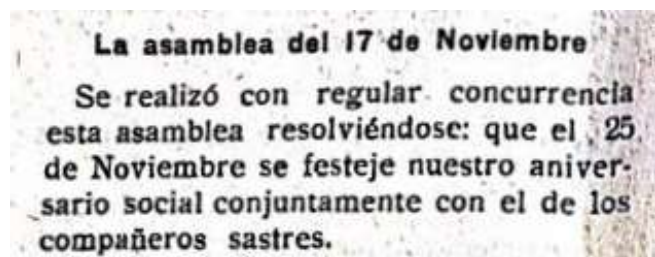 La asamblea del 17 de Noviembre
Se realizó con regular concurrencia
esta asamblea resolviéndose: que el 25
de Noviembre se festeje nuestro aniver-
sario social conjuntamente con el de los
compañeros sastres.